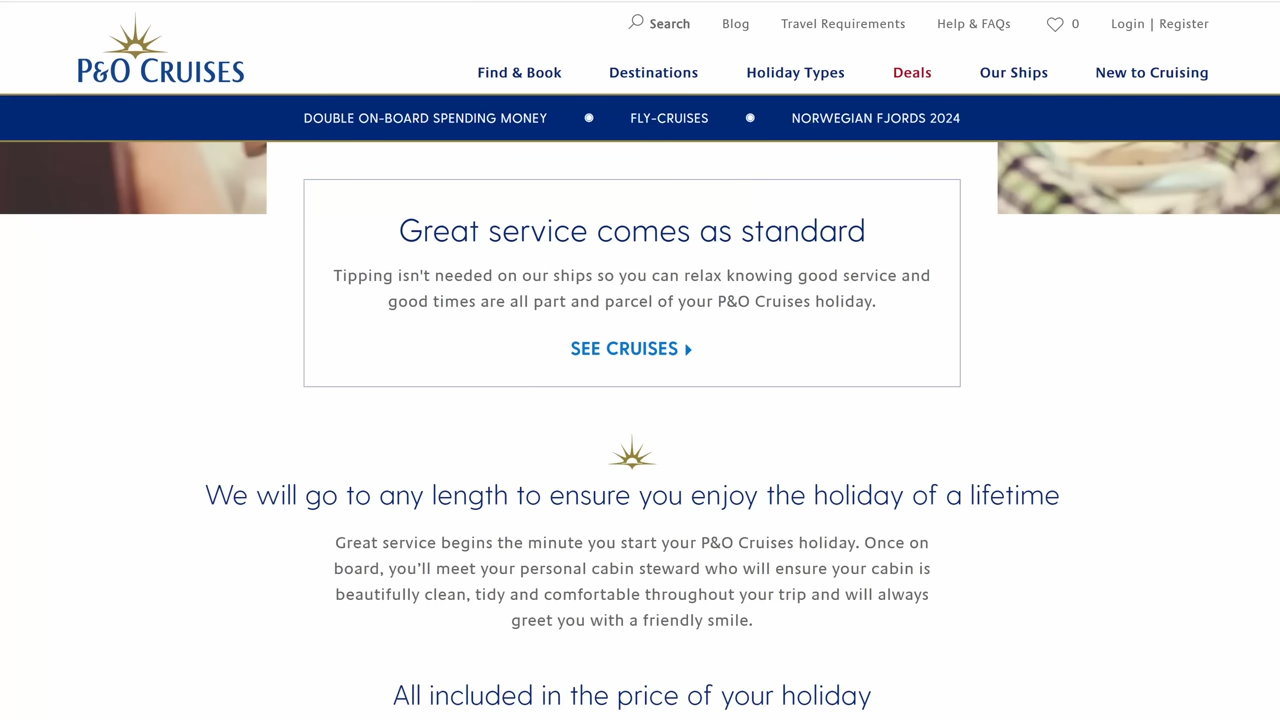 Search Blog Travel Requirements Help & FAQs 0 Login | Register
P&O CRUISES
Find & Book Destinations Holiday Types Deals Our Ships New to Cruising
DOUBLE ON-BOARD SPENDING MONEY FLY-CRUISES NORWEGIAN FJORDS 2024
Great service comes as standard
Tipping isn't needed on our ships so you can relax knowing good service and
good times are all part and parcel of your P&O Cruises holiday.
SEE CRUISES
We will go to any length to ensure you enjoy the holiday of a lifetime
Great service begins the minute you start your P&O Cruises holiday. Once on
board, you’ll meet your personal cabin steward who will ensure your cabin is
beautifully clean, tidy and comfortable throughout your trip and will always
greet you with a friendly smile.
All included in the price of your holiday